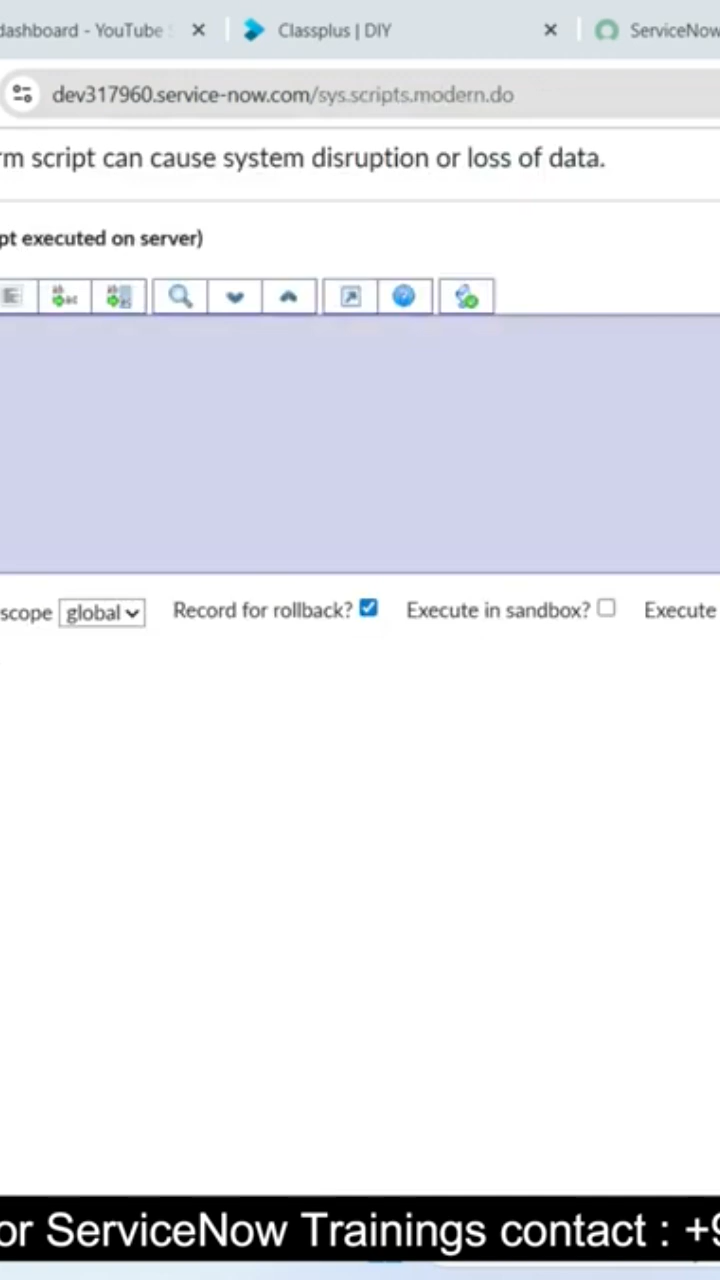 dashboard - YouTube
Classplus | DIY
ServiceNow
dev317960.service-now.com/sys.scripts.modern.do
rm script can cause system disruption or loss of data.
pt executed on server)
scope global Record for rollback? Execute in sandbox? Execute
or ServiceNow Trainings contact : +9